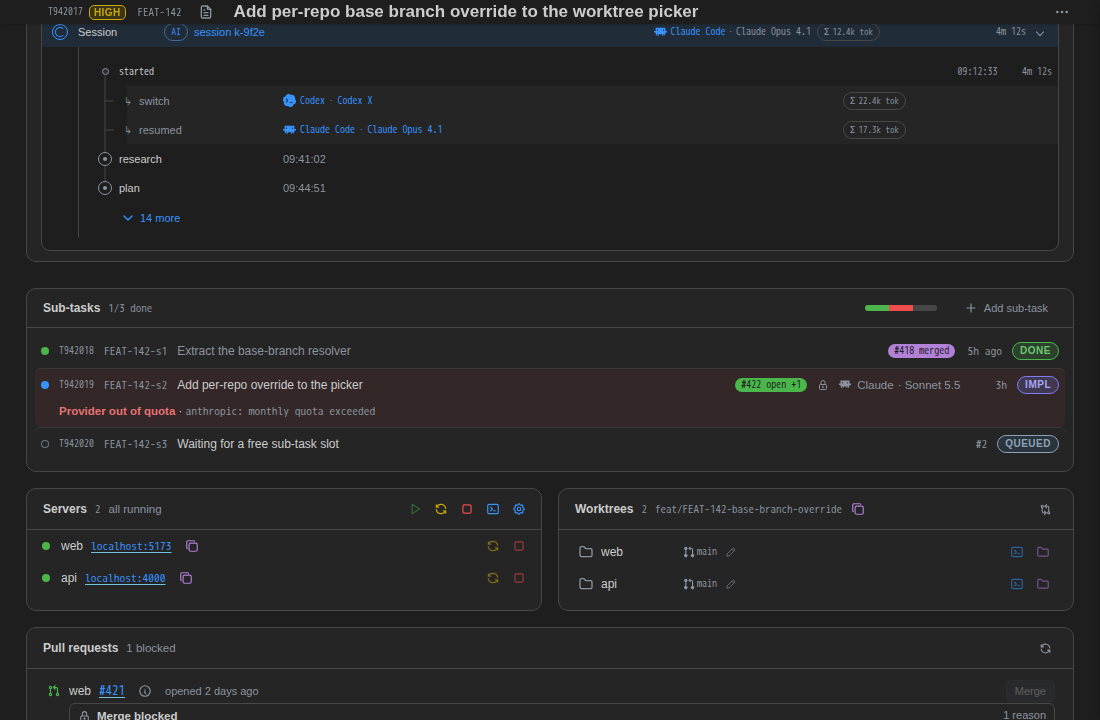 T942017 HIGH FEAT-142 Add per-repo base branch override to the worktree picker
Session AI session k-9f2e Claude Code · Claude Opus 4.1 Σ 12.4k tok 4m 12s
started 09:12:33 4m 12s
↳ switch Codex · Codex X Σ 22.4k tok
↳ resumed Claude Code · Claude Opus 4.1 Σ 17.3k tok
research 09:41:02
plan 09:44:51
14 more
Sub-tasks 1/3 done Add sub-task
T942018 FEAT-142-s1 Extract the base-branch resolver #418 merged 5h ago DONE
T942019 FEAT-142-s2 Add per-repo override to the picker #422 open +1 Claude · Sonnet 5.5 3h IMPL
Provider out of quota · anthropic: monthly quota exceeded
T942020 FEAT-142-s3 Waiting for a free sub-task slot #2 QUEUED
Servers 2 all running
web localhost:5173
api localhost:4000
Worktrees 2 feat/FEAT-142-base-branch-override
web main
api main
Pull requests 1 blocked
web #421 opened 2 days ago Merge
Merge blocked 1 reason